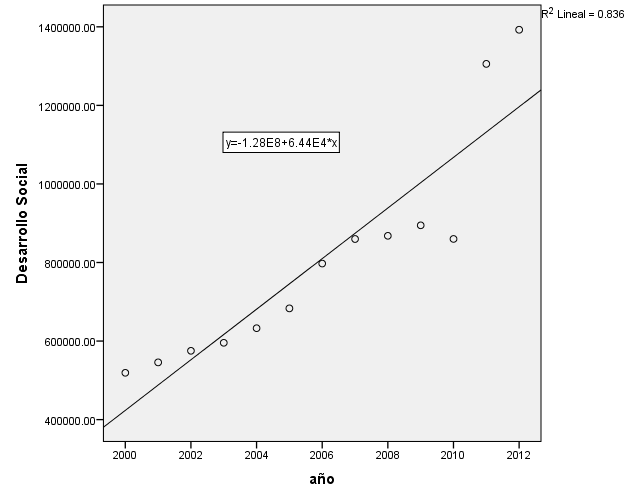 R² Lineal = 0.836
1400000.00
1200000.00
1000000.00
800000.00
600000.00
400000.00
Desarrollo Social
y=-1.28E8+6.44E4*x
2000 2002 2004 2006 2008 2010 2012
año